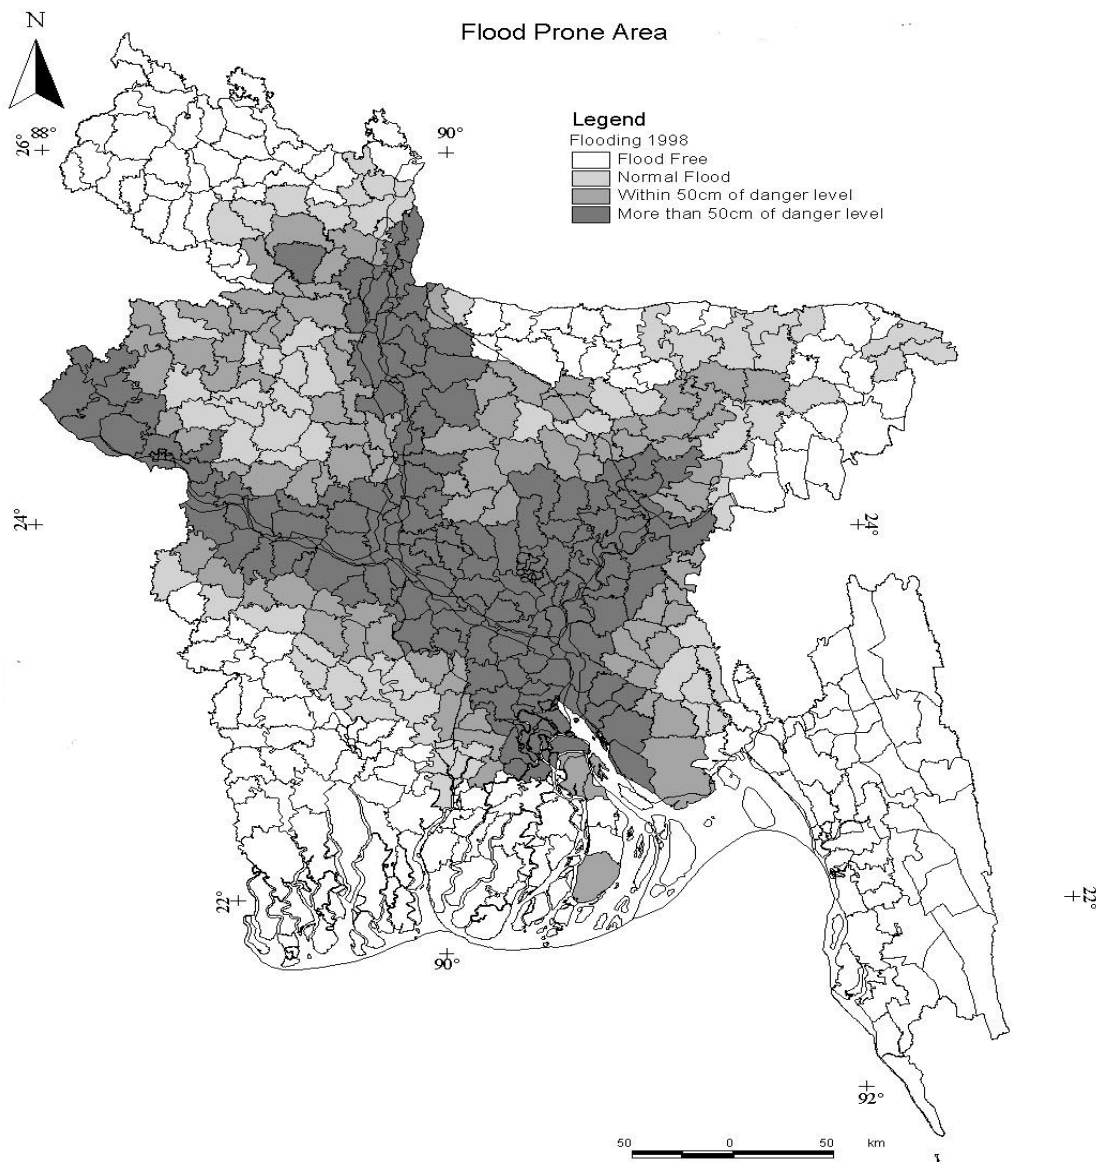 Flood Prone Area
N
Legend
Flooding 1998
Flood Free
Normal Flood
Within 50cm of danger level
More than 50cm of danger level
26° 88°
90°
24°
24°
22°
22°
90°
92°
50 0 50 km
1